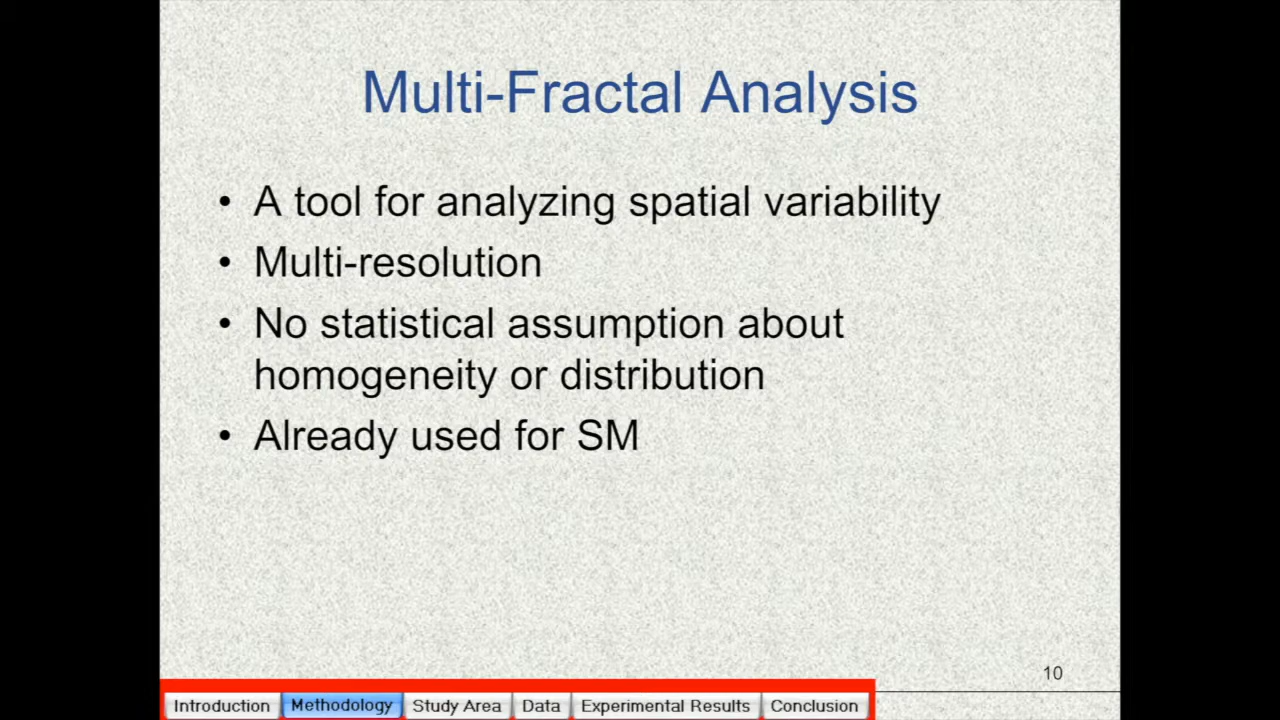 Multi-Fractal Analysis
• A tool for analyzing spatial variability
• Multi-resolution
• No statistical assumption about
homogeneity or distribution
• Already used for SM
10
Introduction Methodology Study Area Data Experimental Results Conclusion